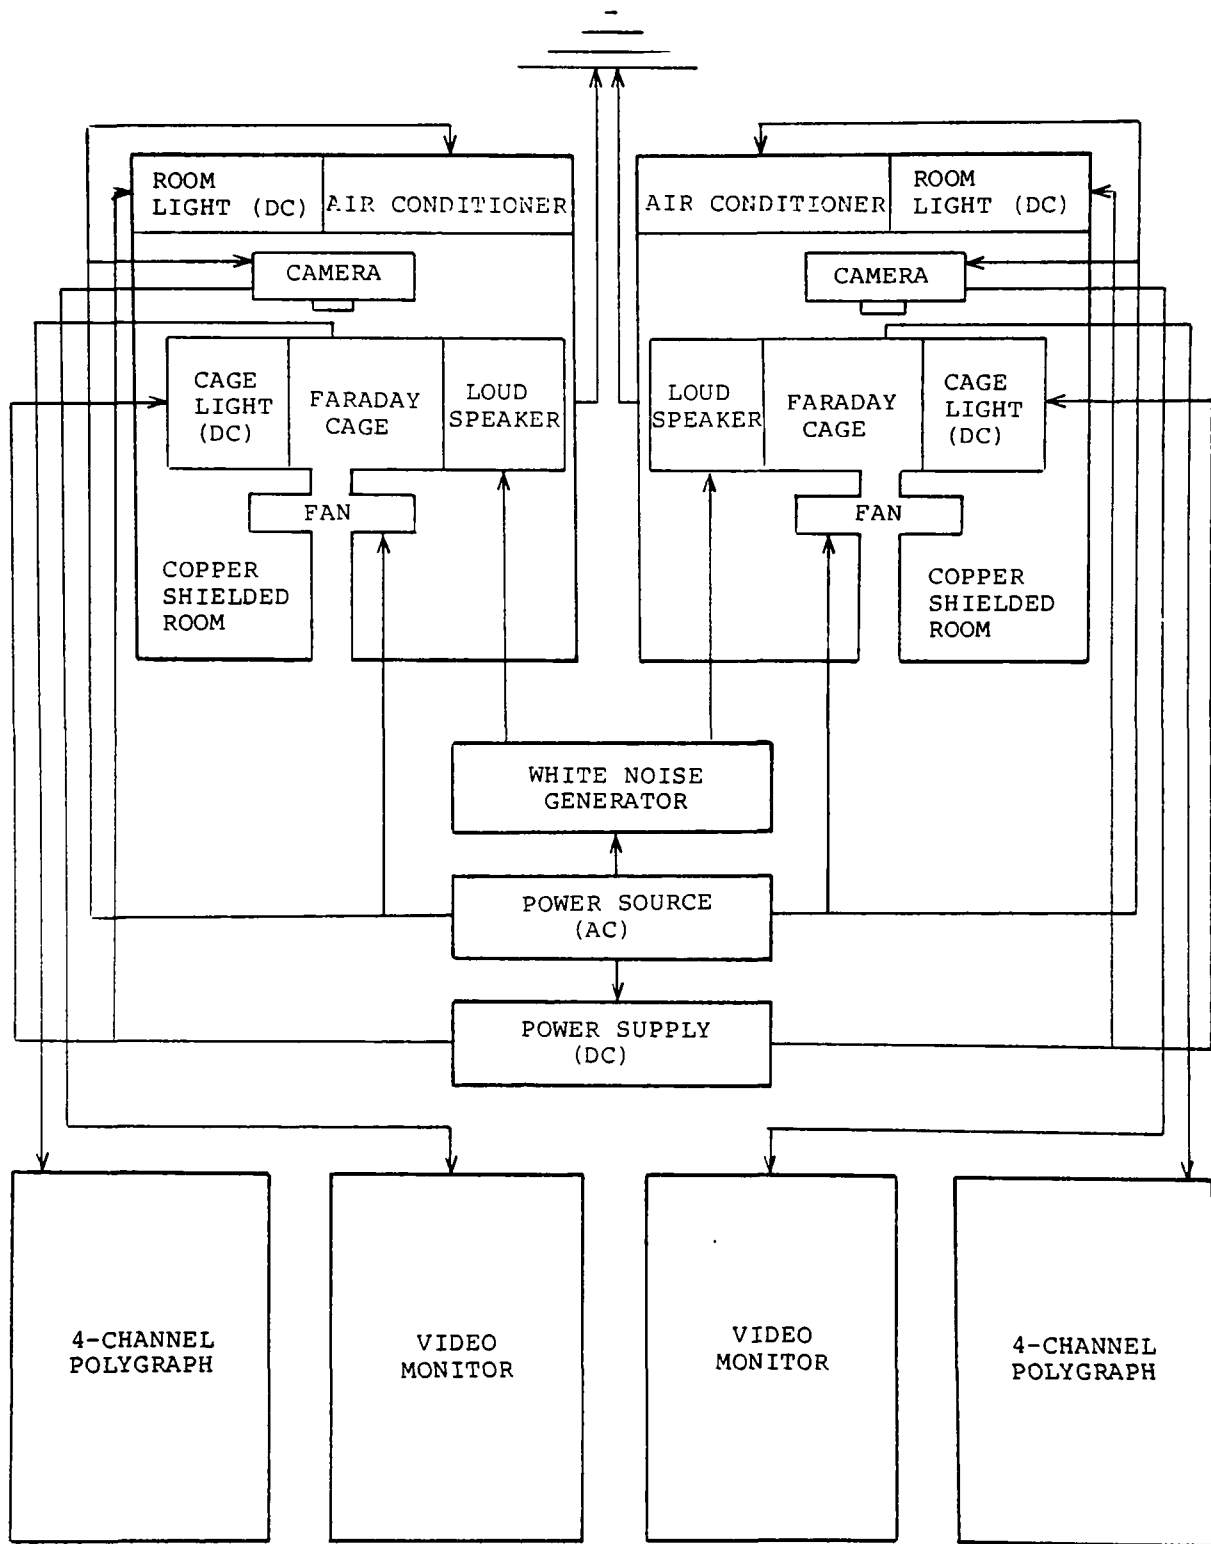 ROOM
LIGHT (DC)
AIR CONDITIONER
AIR CONDITIONER
ROOM
LIGHT (DC)
CAMERA
CAMERA
CAGE
LIGHT
(DC)
FARADAY
CAGE
LOUD
SPEAKER
LOUD
SPEAKER
FARADAY
CAGE
CAGE
LIGHT
(DC)
FAN
FAN
COPPER
SHIELDED
ROOM
COPPER
SHIELDED
ROOM
WHITE NOISE
GENERATOR
POWER SOURCE
(AC)
POWER SUPPLY
(DC)
4-CHANNEL
POLYGRAPH
VIDEO
MONITOR
VIDEO
MONITOR
4-CHANNEL
POLYGRAPH